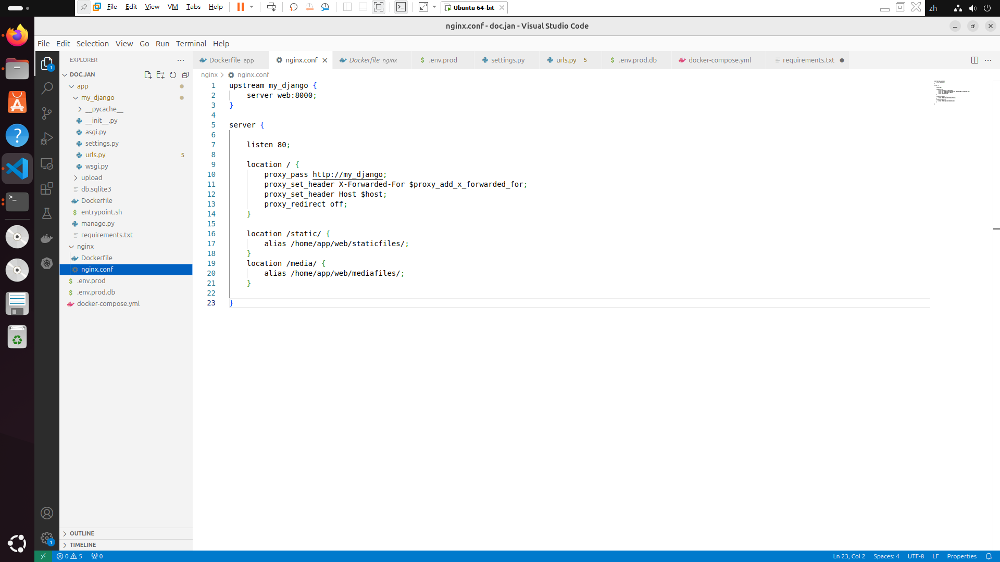 File Edit View VM Tabs Help
Ubuntu 64-bit
zh
nginx.conf - doc.jan - Visual Studio Code
File Edit Selection View Go Run Terminal Help
EXPLORER
Dockerfile app
nginx.conf
Dockerfile nginx
.env.prod
settings.py
urls.py 5
.env.prod.db
docker-compose.yml
requirements.txt
DOC.JAN
app
my_django
__pycache__
__init__.py
asgi.py
settings.py
urls.py 5
wsgi.py
upload
db.sqlite3
Dockerfile
entrypoint.sh
manage.py
requirements.txt
nginx
Dockerfile
nginx.conf
.env.prod
.env.prod.db
docker-compose.yml
OUTLINE
TIMELINE
nginx > nginx.conf
1 upstream my_django {
2 server web:8000;
3 }
4
5 server {
6
7 listen 80;
8
9 location / {
10 proxy_pass http://my_django;
11 proxy_set_header X-Forwarded-For $proxy_add_x_forwarded_for;
12 proxy_set_header Host $host;
13 proxy_redirect off;
14 }
15
16 location /static/ {
17 alias /home/app/web/staticfiles/;
18 }
19 location /media/ {
20 alias /home/app/web/mediafiles/;
21 }
22
23 }
1
1
0 5 0
Ln 23, Col 2 Spaces: 4 UTF-8 LF Properties